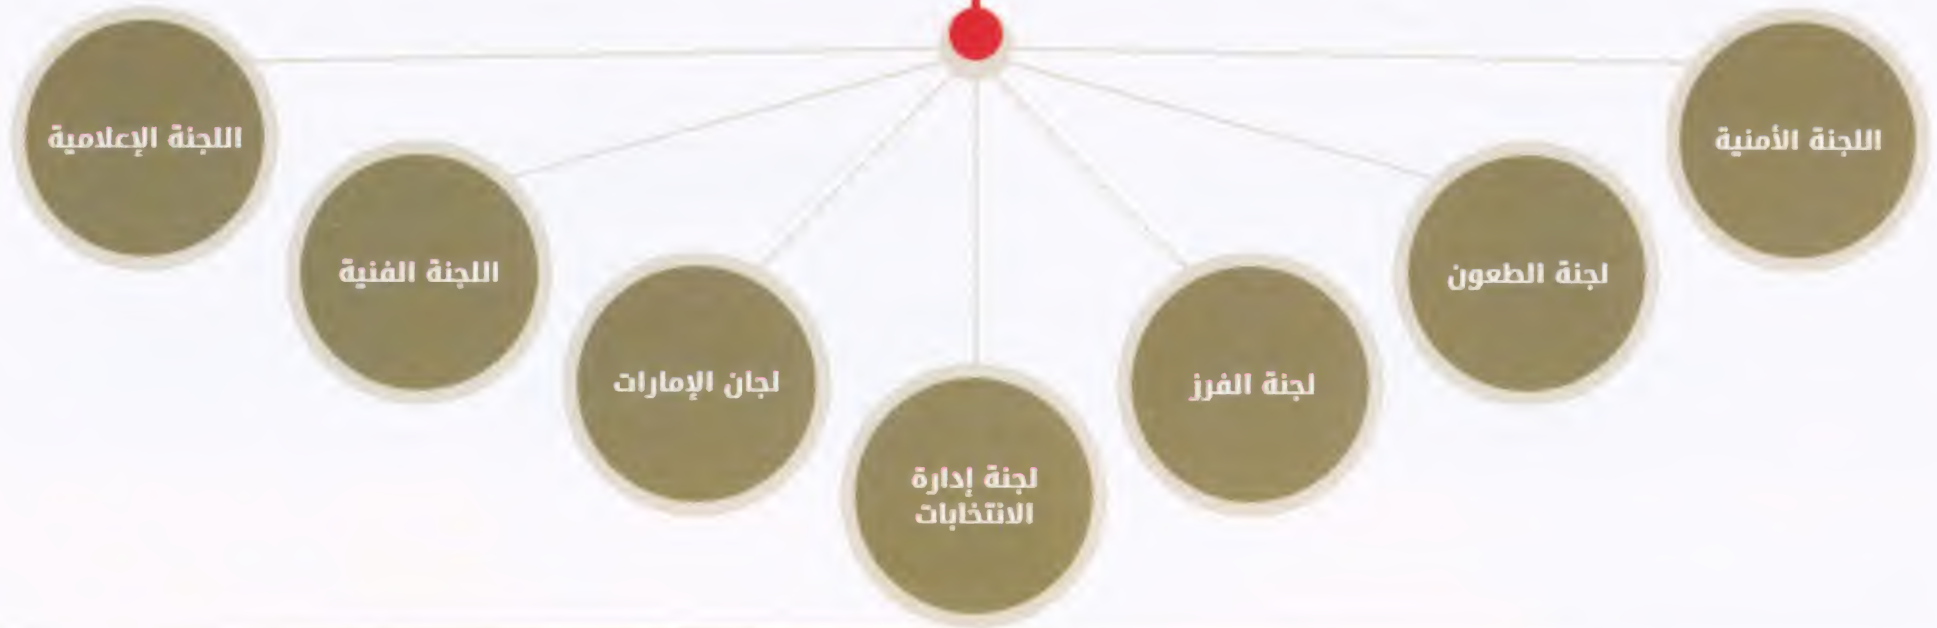 اللجنة الأمنية
لجنة الطعون
لجنة الفرز
لجنة إدارة
الانتخابات
لجان الإمارات
اللجنة الفنية
اللجنة الإعلامية